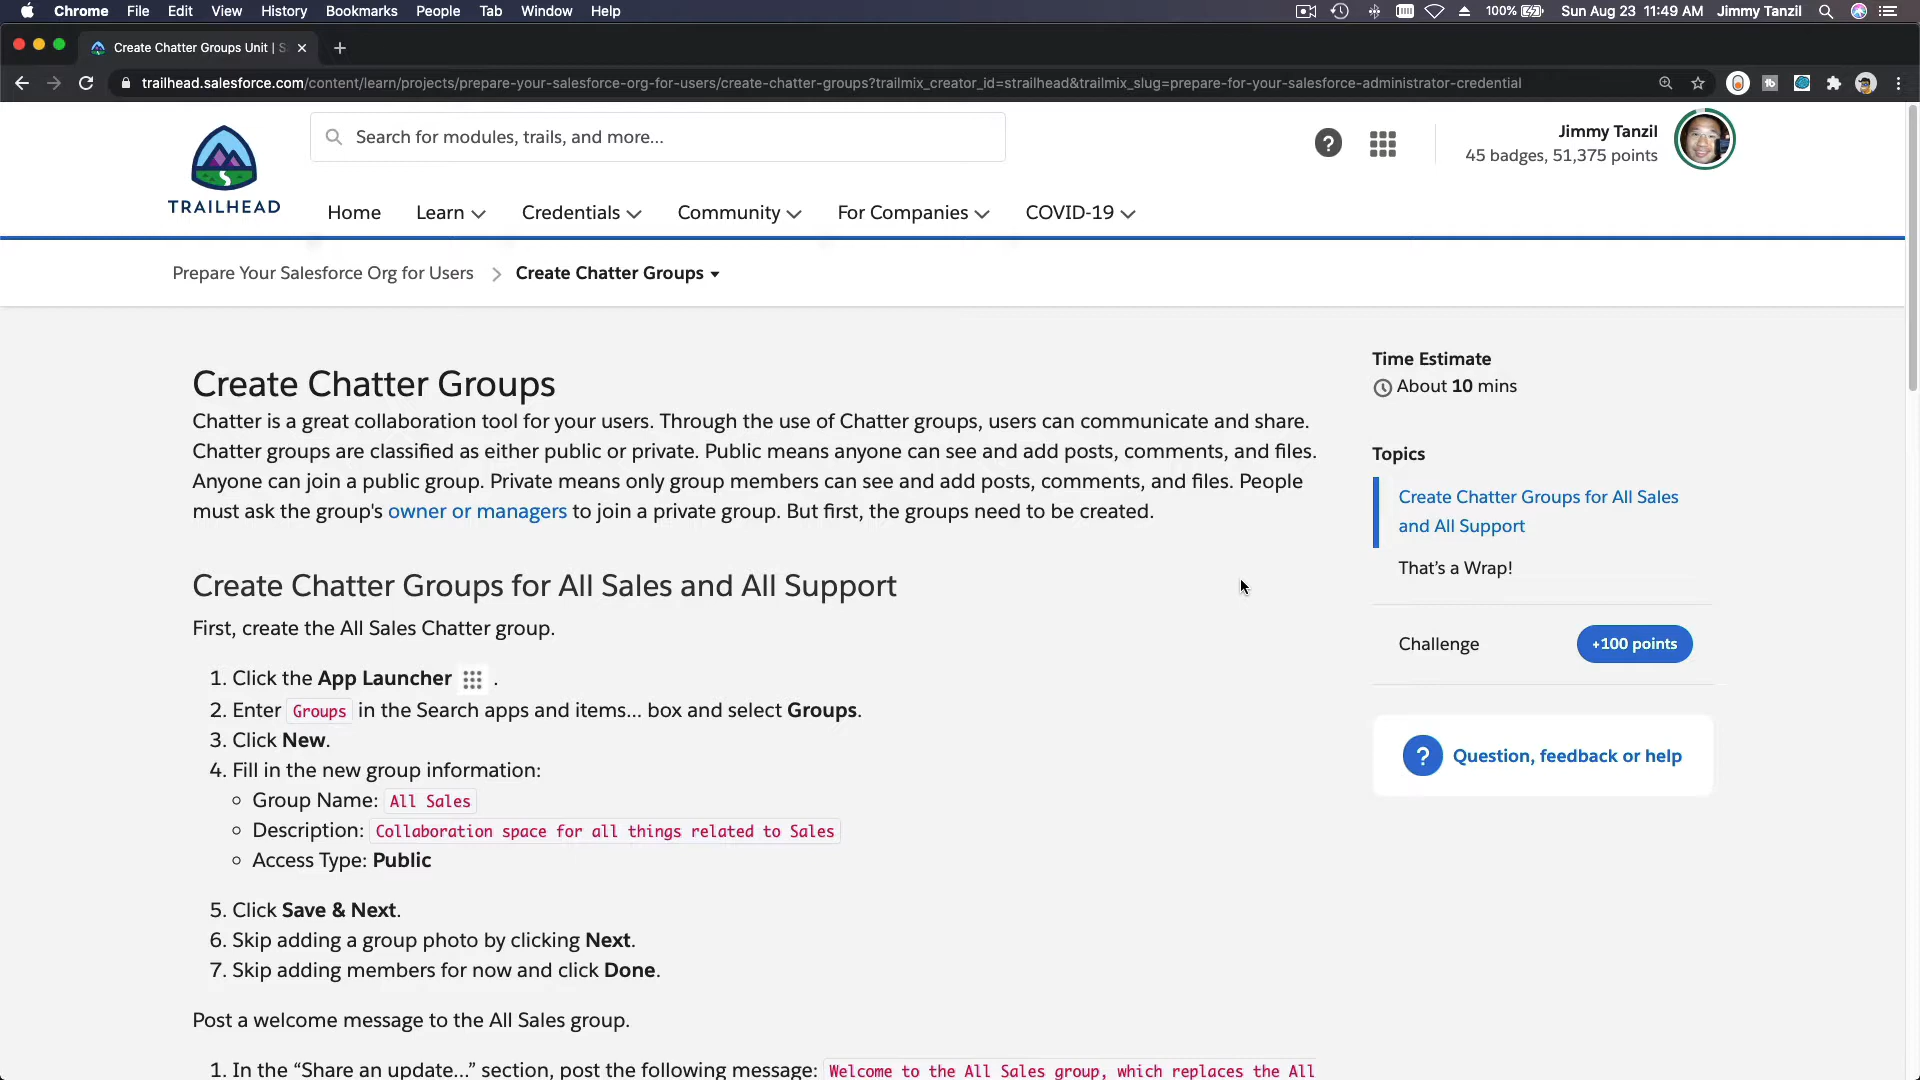 Chrome File Edit View History Bookmarks People Tab Window Help 100% Sun Aug 23 11:49 AM Jimmy Tanzil
Create Chatter Groups Unit | S
trailhead.salesforce.com/content/learn/projects/prepare-your-salesforce-org-for-users/create-chatter-groups?trailmix_creator_id=strailhead&trailmix_slug=prepare-for-your-salesforce-administrator-credential
TRAILHEAD
Search for modules, trails, and more...
?
Jimmy Tanzil
45 badges, 51,375 points
Home Learn Credentials Community For Companies COVID-19
Prepare Your Salesforce Org for Users > Create Chatter Groups
Create Chatter Groups
Chatter is a great collaboration tool for your users. Through the use of Chatter groups, users can communicate and share.
Chatter groups are classified as either public or private. Public means anyone can see and add posts, comments, and files.
Anyone can join a public group. Private means only group members can see and add posts, comments, and files. People
must ask the group's owner or managers to join a private group. But first, the groups need to be created.
Create Chatter Groups for All Sales and All Support
First, create the All Sales Chatter group.
1. Click the App Launcher .
2. Enter Groups in the Search apps and items... box and select Groups.
3. Click New.
4. Fill in the new group information:
Group Name: All Sales
Description: Collaboration space for all things related to Sales
Access Type: Public
5. Click Save & Next.
6. Skip adding a group photo by clicking Next.
7. Skip adding members for now and click Done.
Post a welcome message to the All Sales group.
1. In the “Share an update...” section, post the following message: Welcome to the All Sales group, which replaces the All
Time Estimate
About 10 mins
Topics
Create Chatter Groups for All Sales
and All Support
That’s a Wrap!
Challenge +100 points
? Question, feedback or help